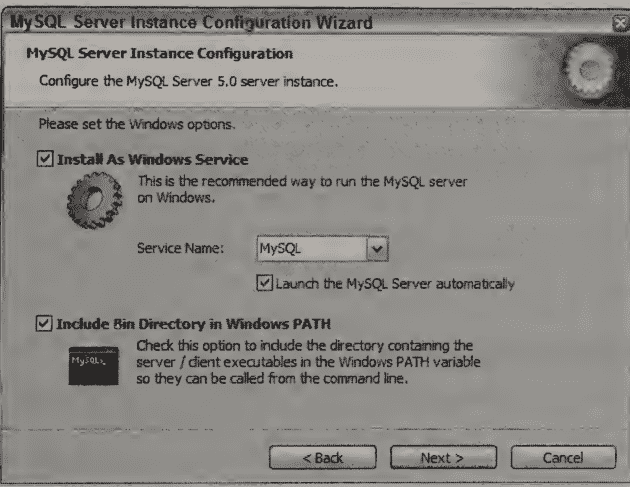 MySQL Server Instance Configuration Wizard
MySQL Server Instance Configuration
Configure the MySQL Server 5.0 server instance.
Please set the Windows options.
Install As Windows Service
This is the recommended way to run the MySQL server
on Windows.
Service Name:
MySQL
Launch the MySQL Server automatically
Include Bin Directory in Windows PATH
Check this option to include the directory containing the
server / client executables in the Windows PATH variable
so they can be called from the command line.
MySQL>_
< Back
Next >
Cancel